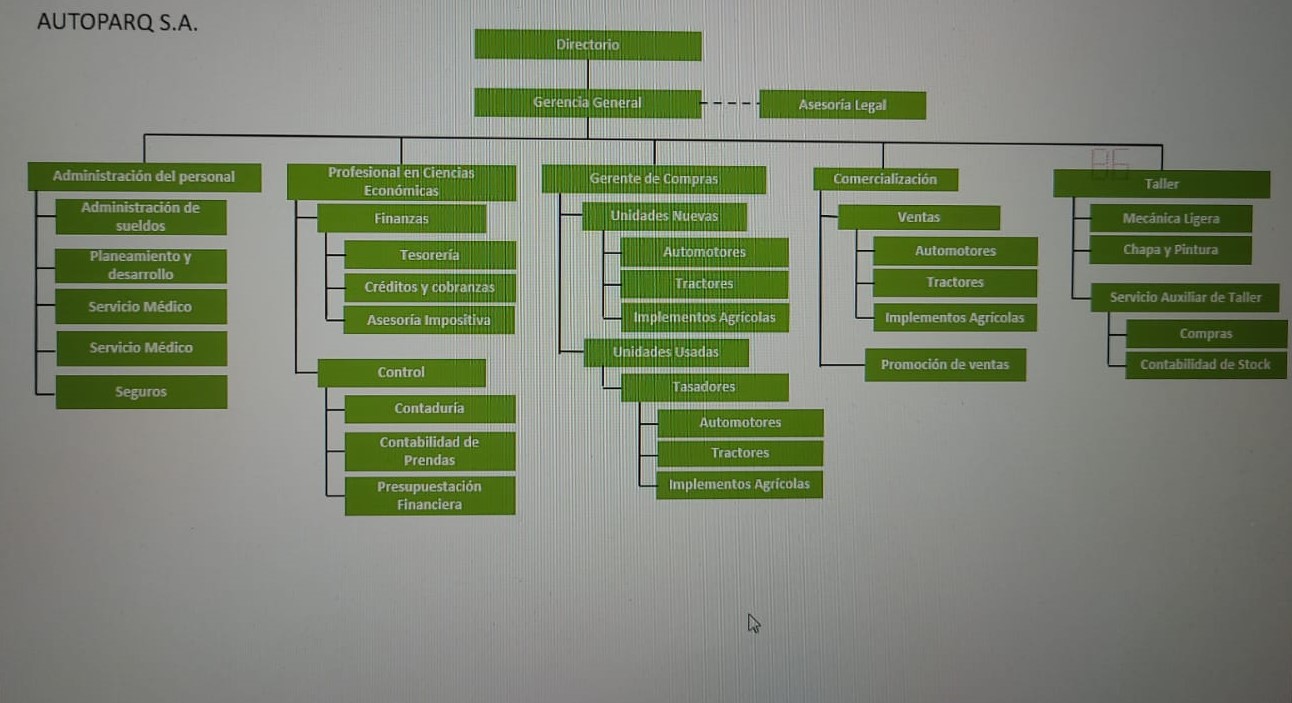 AUTOPARQ S.A.
Directorio
Gerencia General
Asesoría Legal
Administración del personal
Administración de
sueldos
Planeamiento y
desarrollo
Servicio Médico
Servicio Médico
Seguros
Profesional en Ciencias
Económicas
Finanzas
Tesorería
Créditos y cobranzas
Asesoría Impositiva
Control
Contaduría
Contabilidad de
Prendas
Presupuestación
Financiera
Gerente de Compras
Unidades Nuevas
Automotores
Tractores
Implementos Agrícolas
Unidades Usadas
Tasadores
Automotores
Tractores
Implementos Agrícolas
Comercialización
Ventas
Automotores
Tractores
Implementos Agrícolas
Promoción de ventas
86
Taller
Mecánica Ligera
Chapa y Pintura
Servicio Auxiliar de Taller
Compras
Contabilidad de Stock